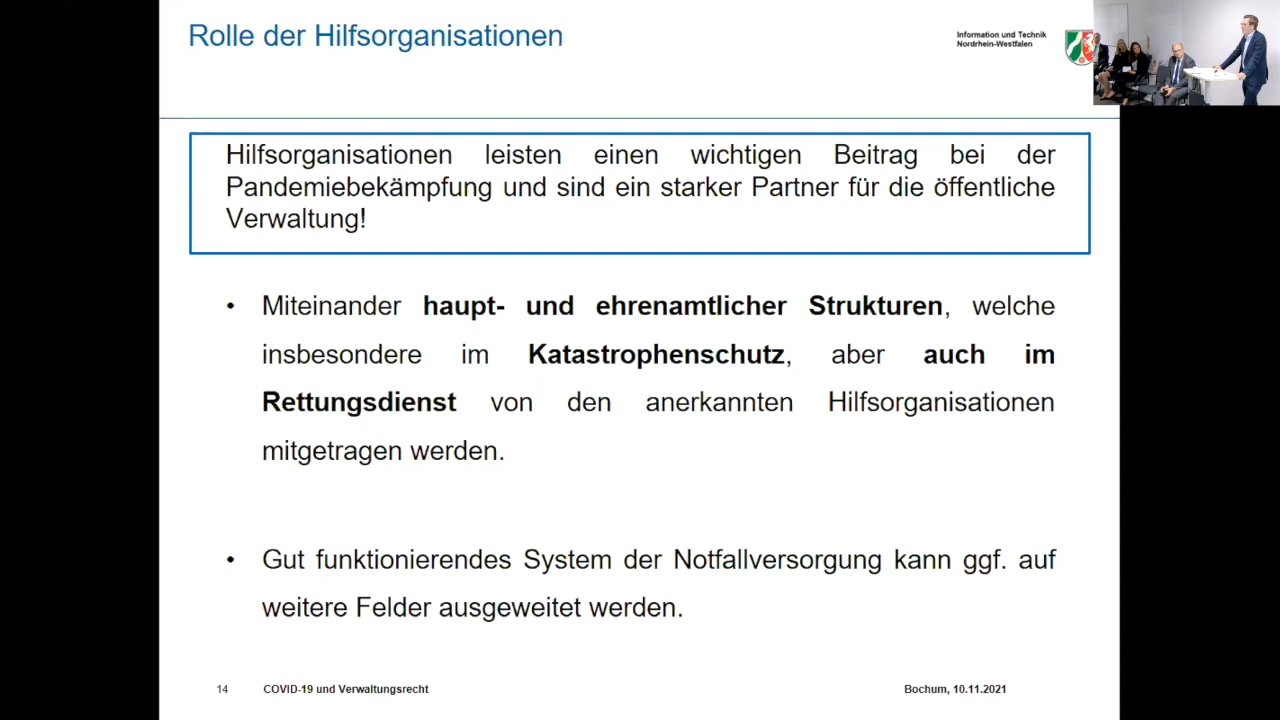 Rolle der Hilfsorganisationen
Information und Technik
Nordrhein-Westfalen
Hilfsorganisationen leisten einen wichtigen Beitrag bei der
Pandemiebekämpfung und sind ein starker Partner für die öffentliche
Verwaltung!
• Miteinander haupt- und ehrenamtlicher Strukturen, welche
insbesondere im Katastrophenschutz, aber auch im
Rettungsdienst von den anerkannten Hilfsorganisationen
mitgetragen werden.
• Gut funktionierendes System der Notfallversorgung kann ggf. auf
weitere Felder ausgeweitet werden.
14 COVID-19 und Verwaltungsrecht Bochum, 10.11.2021